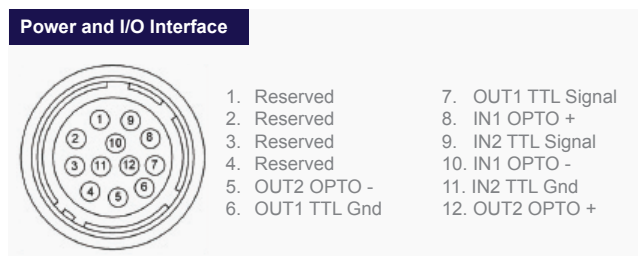 Power and I/O Interface
1. Reserved
2. Reserved
3. Reserved
4. Reserved
5. OUT2 OPTO -
6. OUT1 TTL Gnd
7. OUT1 TTL Signal
8. IN1 OPTO +
9. IN2 TTL Signal
10. IN1 OPTO -
11. IN2 TTL Gnd
12. OUT2 OPTO +
1 9
2 10 8
3 11 12 7
4 5 6